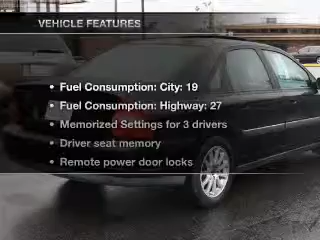 VEHICLE FEATURES
• Fuel Consumption: City: 19
• Fuel Consumption: Highway: 27
• Memorized Settings for 3 drivers
• Driver seat memory
• Remote power door locks